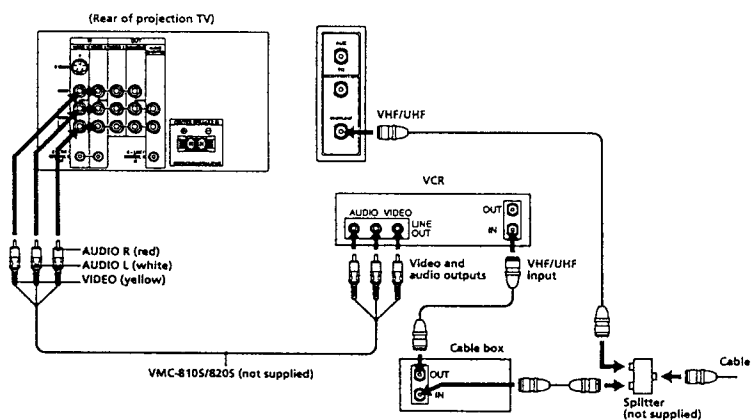 (Rear of projection TV)
IN
OUT
VHF/UHF
VCR
AUDIO VIDEO
LINE
OUT
OUT
IN
AUDIO R (red)
AUDIO L (white)
VIDEO (yellow)
Video and
audio outputs
VHF/UHF
input
VMC-810S/820S (not supplied)
Cable box
OUT
IN
Cable
Splitter
(not supplied)